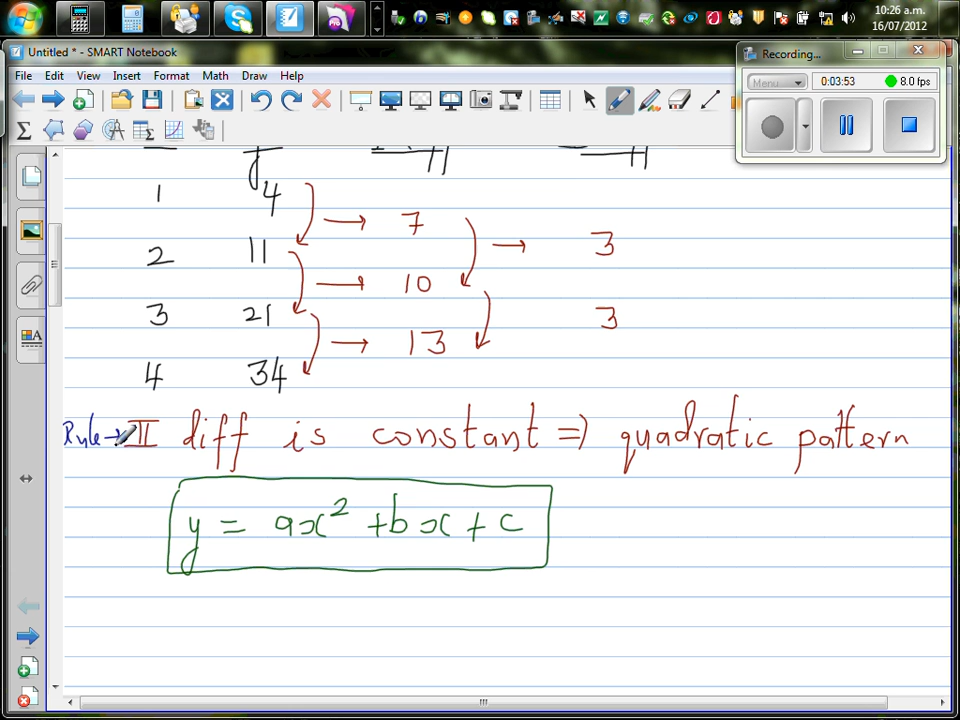 10:26 a.m.
16/07/2012
Untitled * - SMART Notebook
File Edit View Insert Format Math Draw Help
Recording...
Menu 0:03:53 8.0 fps
y
1 4
→ 7
2 11 → 3
→ 10
3 21 3
→ 13
4 34
Rule → II diff is constant ⇒ quadratic pattern
y = ax² + bx + c